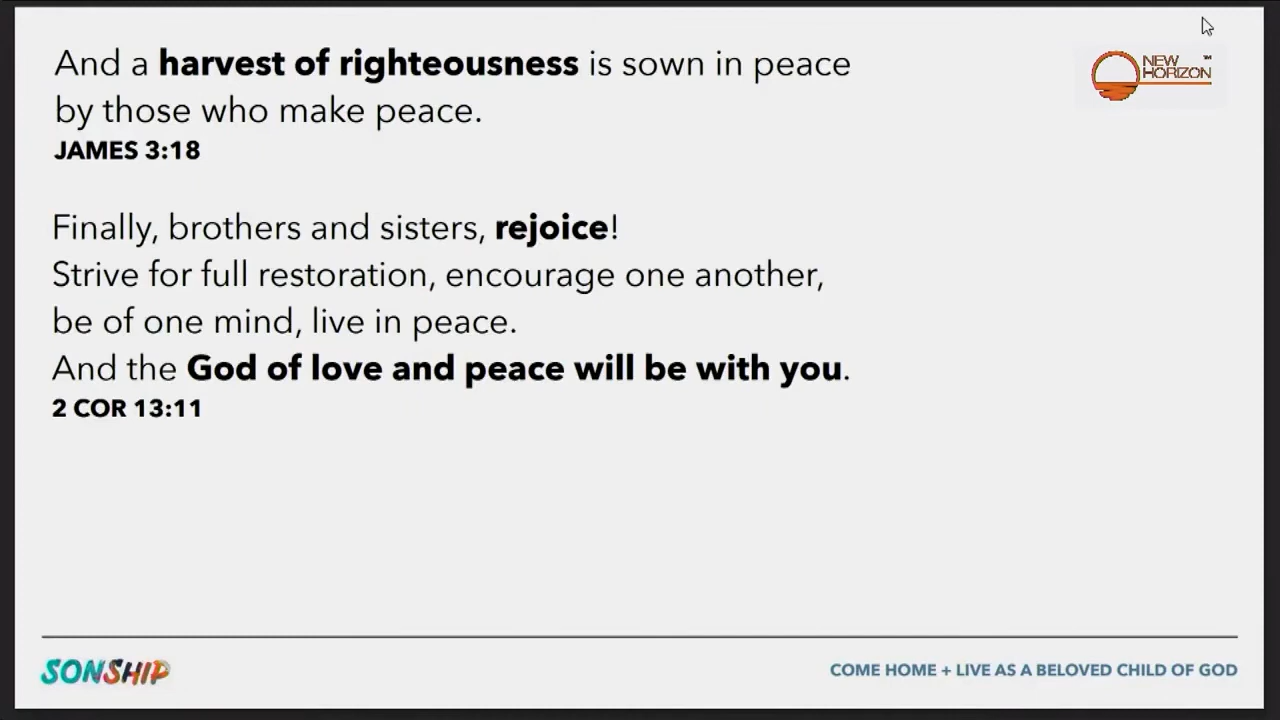 And a harvest of righteousness is sown in peace
by those who make peace.
JAMES 3:18
NEW
HORIZON™
Finally, brothers and sisters, rejoice!
Strive for full restoration, encourage one another,
be of one mind, live in peace.
And the God of love and peace will be with you.
2 COR 13:11
SONSHIP
COME HOME + LIVE AS A BELOVED CHILD OF GOD